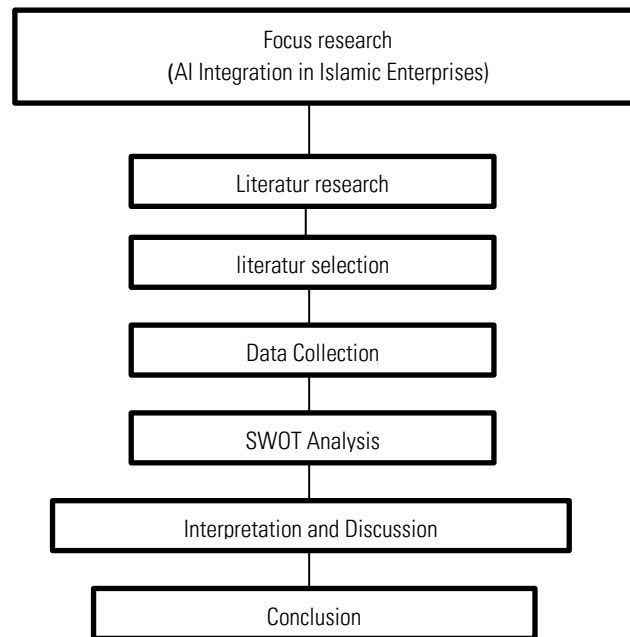 Focus research
(AI Integration in Islamic Enterprises)
Literatur research
literatur selection
Data Collection
SWOT Analysis
Interpretation and Discussion
Conclusion